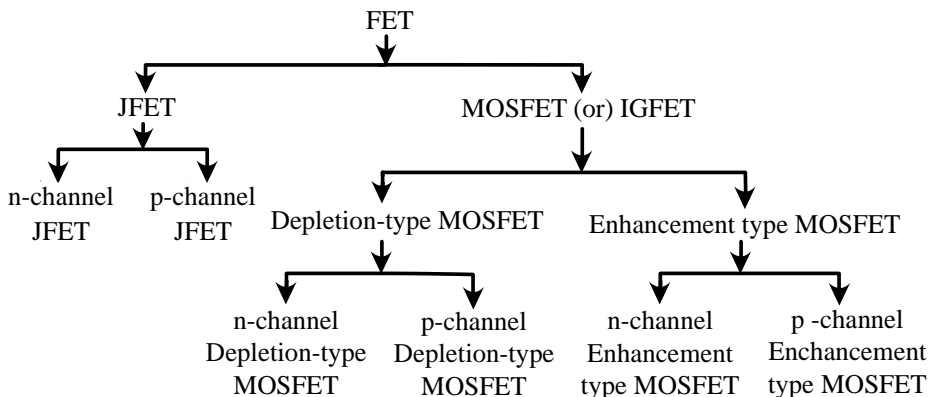 FET
JFET
MOSFET (or) IGFET
n-channel
JFET
p-channel
JFET
Depletion-type MOSFET
Enhancement type MOSFET
n-channel
Depletion-type
MOSFET
p-channel
Depletion-type
MOSFET
n-channel
Enhancement
type MOSFET
p -channel
Enchancement
type MOSFET